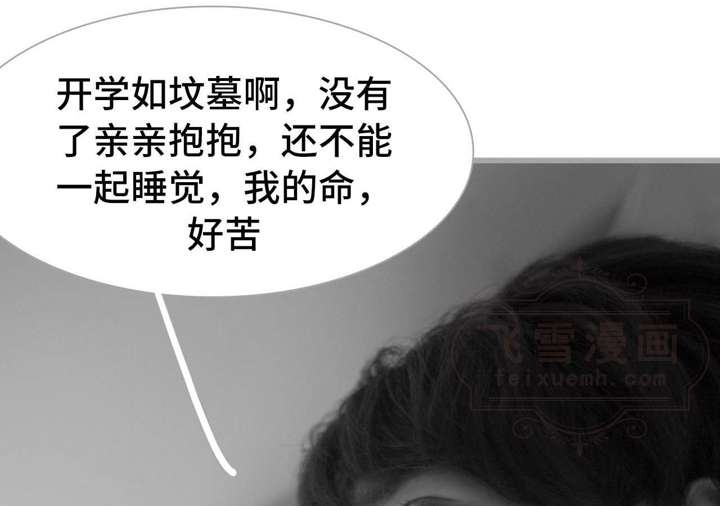 开学如坟墓啊，没有
了亲亲抱抱，还不能
一起睡觉，我的命，
好苦
飞雪漫画
feixuemh.com